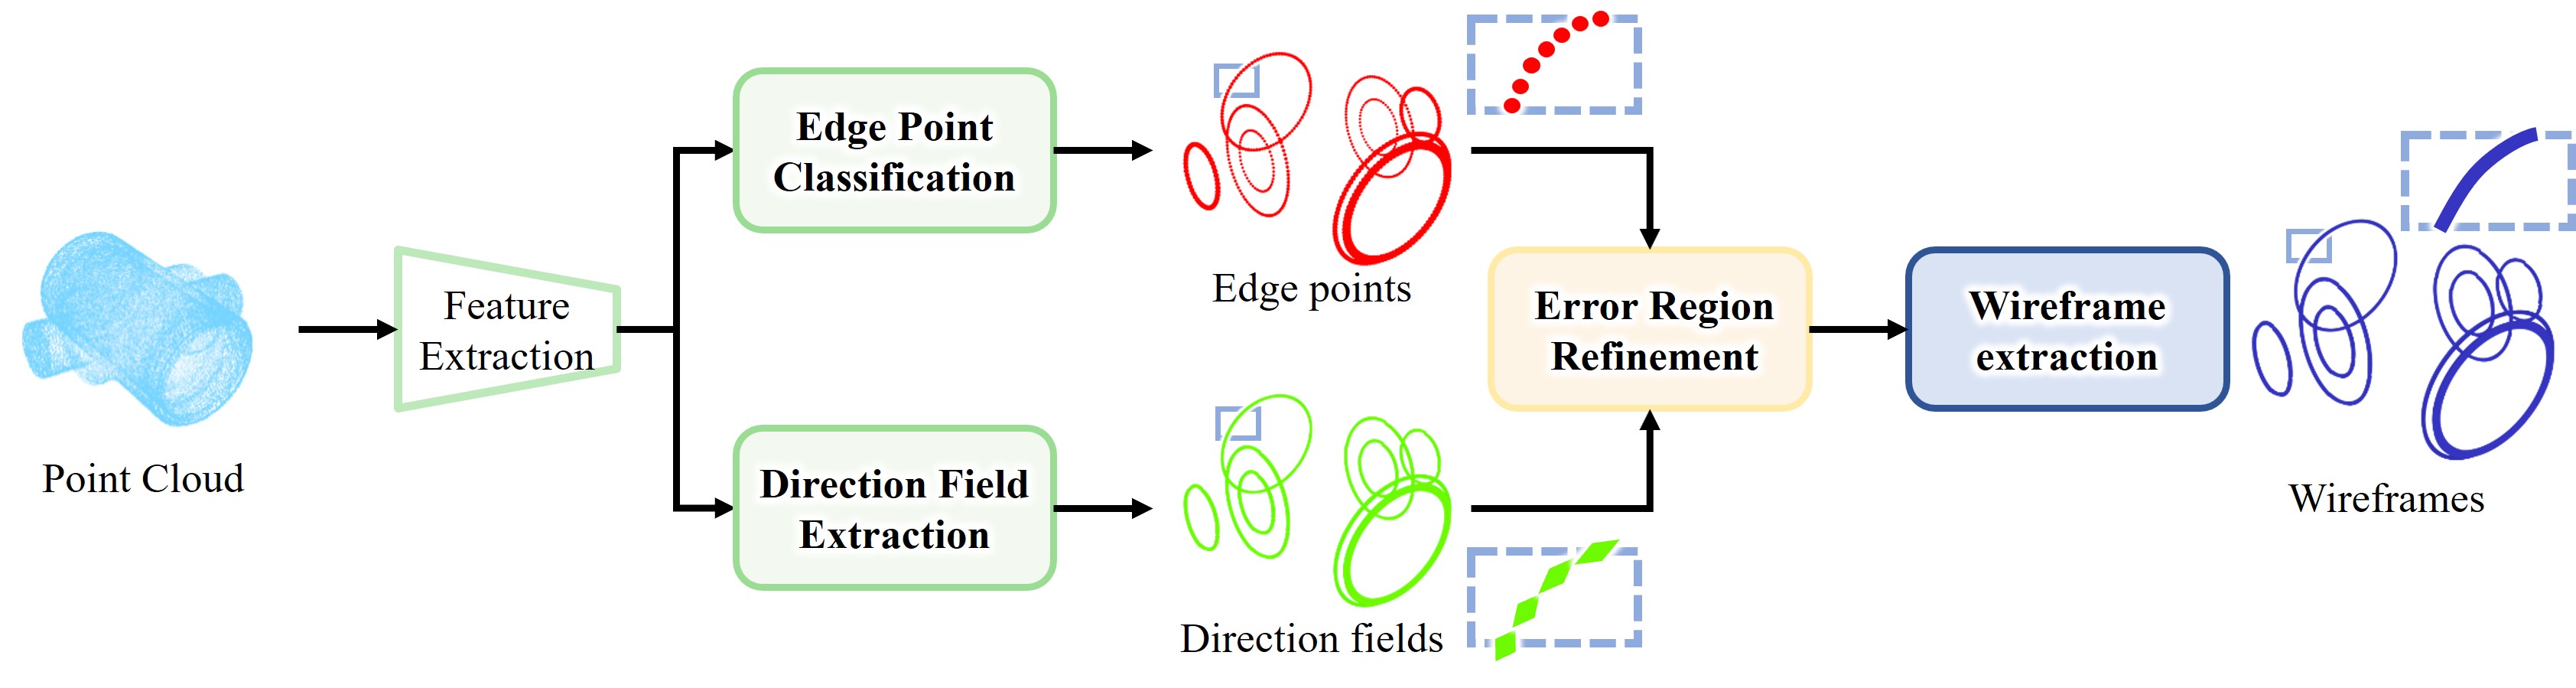 Point Cloud
Feature
Extraction
Edge Point
Classification
Direction Field
Extraction
Edge points
Direction fields
Error Region
Refinement
Wireframe
extraction
Wireframes